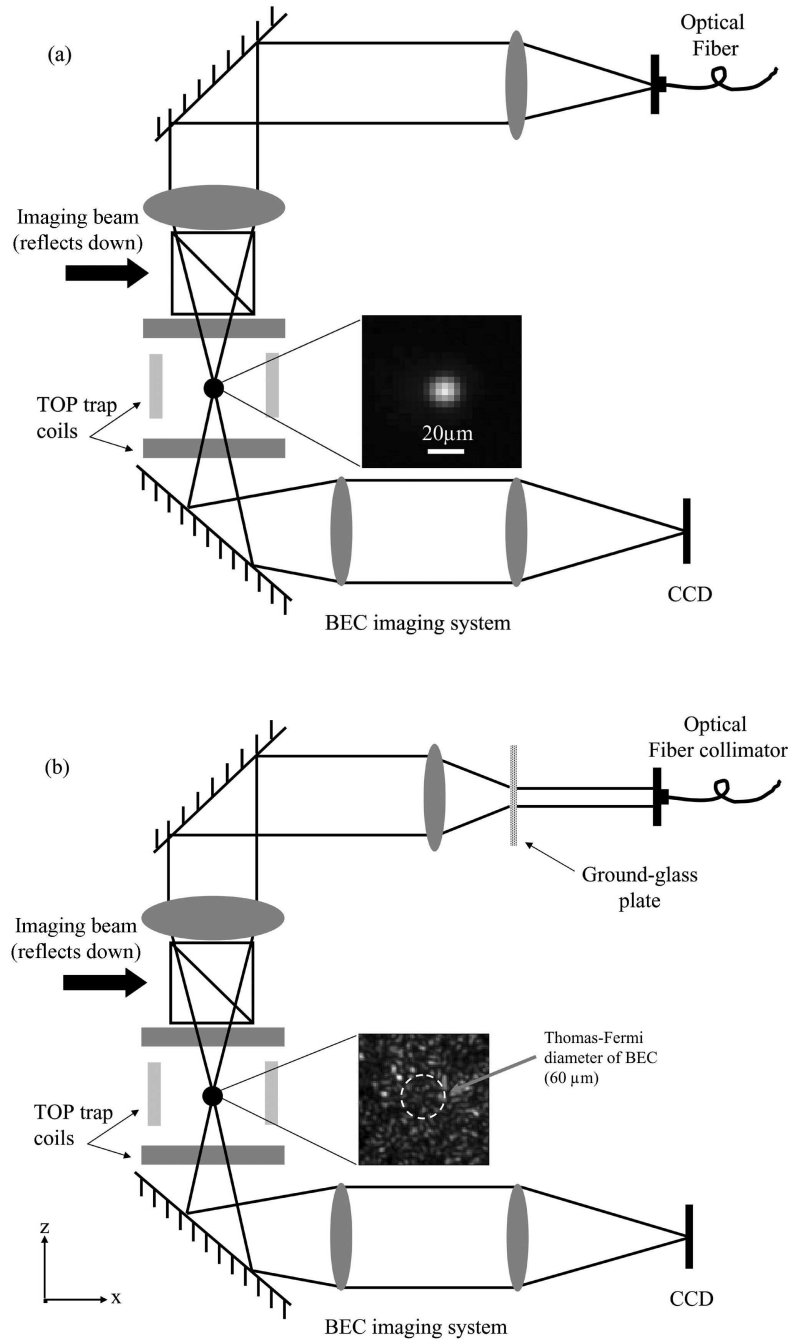 (a)
Optical
Fiber
Imaging beam
(reflects down)
TOP trap
coils
20µm
CCD
BEC imaging system
(b)
Optical
Fiber collimator
Ground-glass
plate
Imaging beam
(reflects down)
Thomas-Fermi
diameter of BEC
(60 µm)
TOP trap
coils
z
x
CCD
BEC imaging system